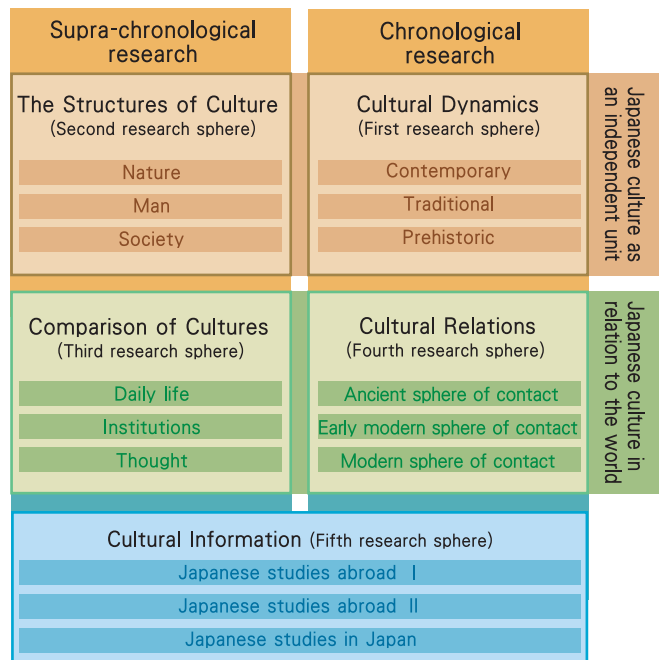 Supra-chronological
research
Chronological
research
The Structures of Culture
(Second research sphere)
Nature
Man
Society
Cultural Dynamics
(First research sphere)
Contemporary
Traditional
Prehistoric
Japanese culture as
an independent unit
Comparison of Cultures
(Third research sphere)
Daily life
Institutions
Thought
Cultural Relations
(Fourth research sphere)
Ancient sphere of contact
Early modern sphere of contact
Modern sphere of contact
Japanese culture in
relation to the world
Cultural Information (Fifth research sphere)
Japanese studies abroad I
Japanese studies abroad II
Japanese studies in Japan